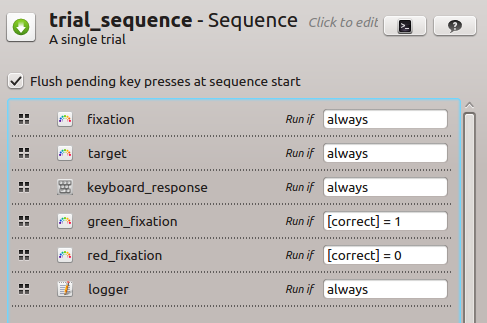 trial_sequence - Sequence Click to edit
A single trial
Flush pending key presses at sequence start
fixation Run if always
target Run if always
keyboard_response Run if always
green_fixation Run if [correct] = 1
red_fixation Run if [correct] = 0
logger Run if always